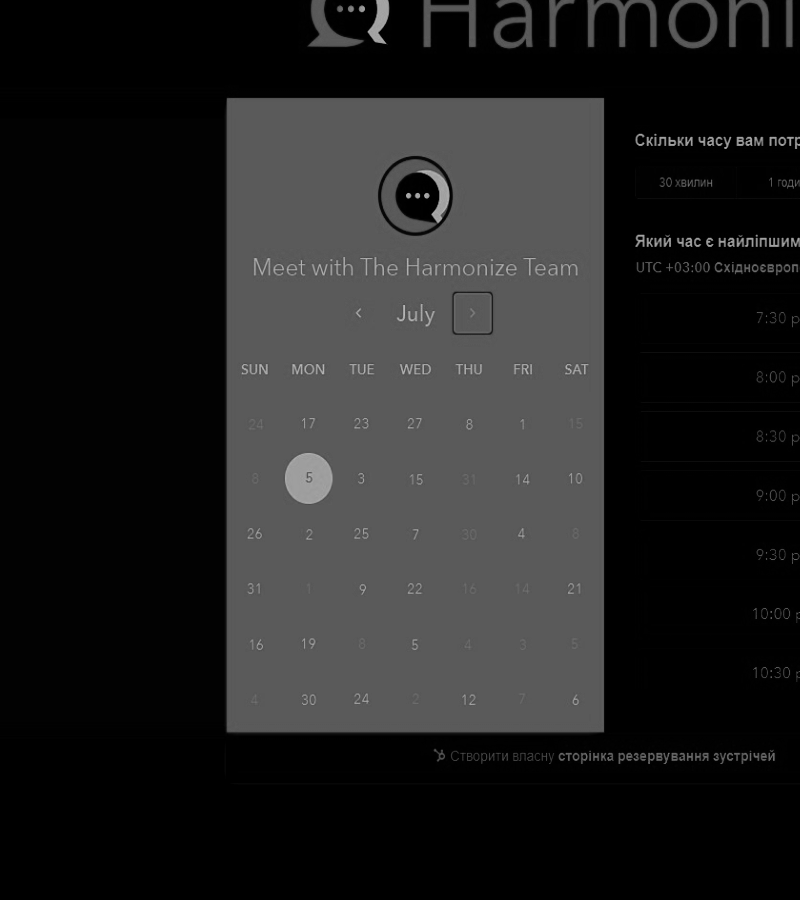 Harmoni
Meet with The Harmonize Team
July
SUN MON TUE WED THU FRI SAT
24 17 23 27 8 1 15
8 5 3 15 31 14 10
26 2 25 7 30 4 8
31 1 9 22 16 14 21
16 19 8 5 4 3 5
4 30 24 2 12 7 6
Скільки часу вам потр
30 хвилин 1 годи
Який час є найліпшим
UTC +03:00 Східноєвроп
7:30 p
8:00 p
8:30 p
9:00 p
9:30 p
10:00 p
10:30 p
Створити власну сторінка резервування зустрічей